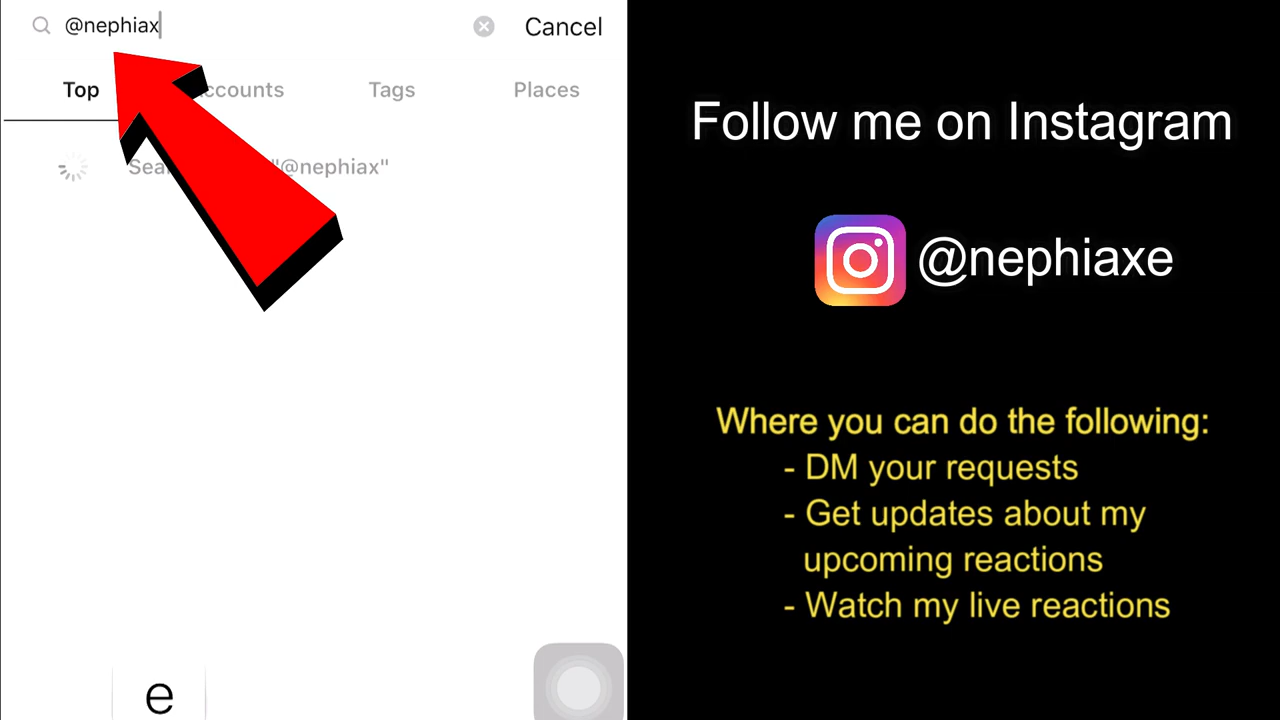 @nephiax
Cancel
Top ccounts Tags Places
"@nephiax"
e
Follow me on Instagram
@nephiaxe
Where you can do the following:
- DM your requests
- Get updates about my
upcoming reactions
- Watch my live reactions